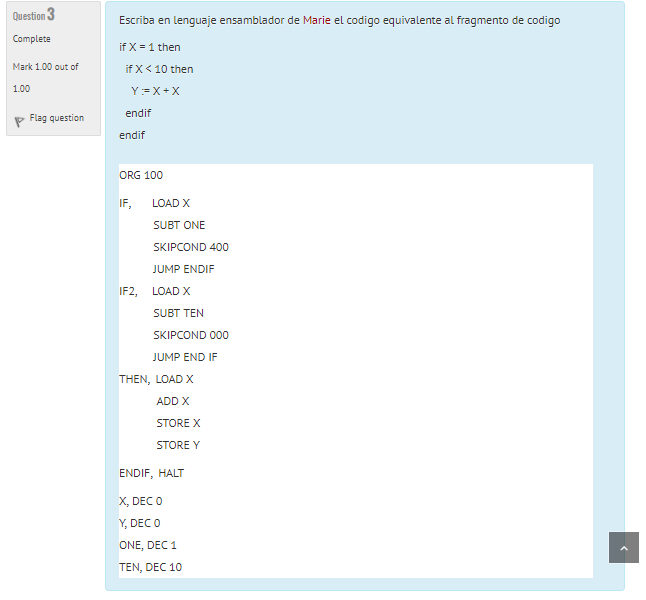 Question 3
Complete
Mark 1.00 out of
1.00
Flag question
Escriba en lenguaje ensamblador de Marie el codigo equivalente al fragmento de codigo
if X = 1 then
if X < 10 then
Y := X + X
endif
endif
ORG 100
IF, LOAD X
SUBT ONE
SKIPCOND 400
JUMP ENDIF
IF2, LOAD X
SUBT TEN
SKIPCOND 000
JUMP END IF
THEN, LOAD X
ADD X
STORE X
STORE Y
ENDIF, HALT
X, DEC 0
Y, DEC 0
ONE, DEC 1
TEN, DEC 10